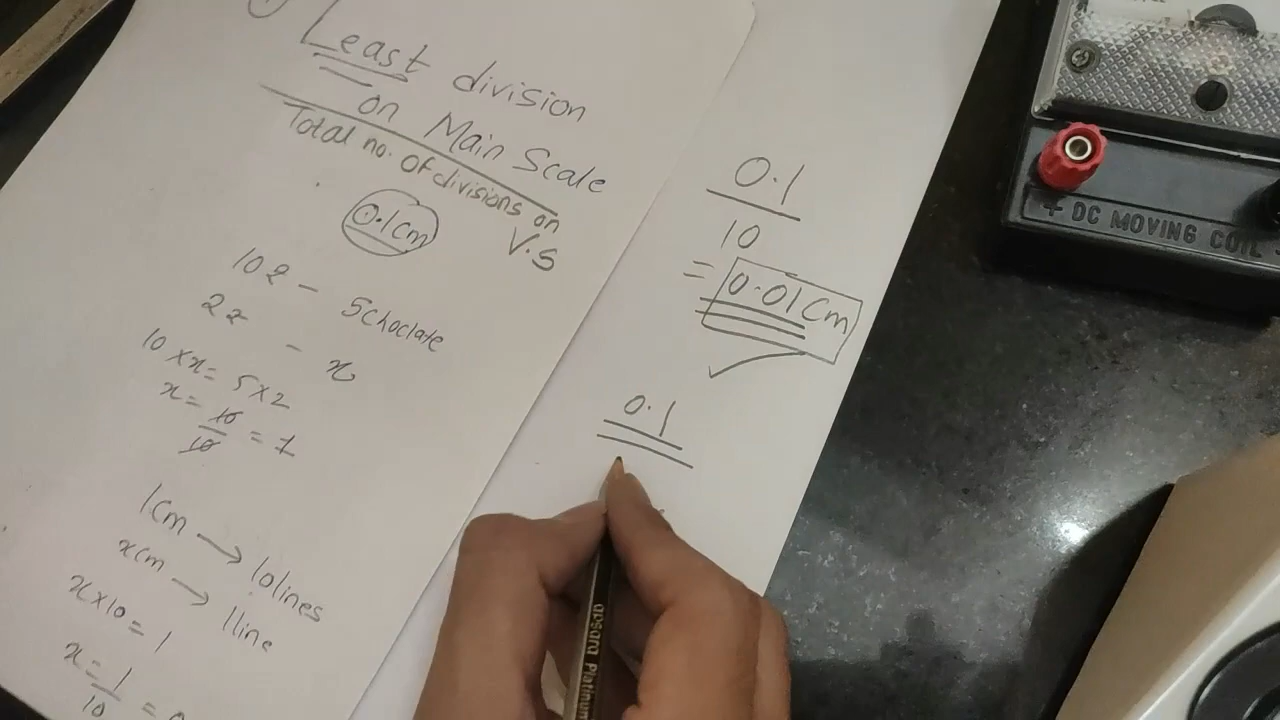 Least division
on Main Scale
Total no. of divisions on
V.S
0.1cm
10 ₹ - 5 Choclate
2 ₹ - x
10 × x = 5 × 2
x = 10/10 = 1
1cm → 10lines
xcm → 1line
x×10 = 1
x = 1/10 =
0.1
10
= 0.01cm
0.1
+ DC MOVING COIL -
apsara Platinum